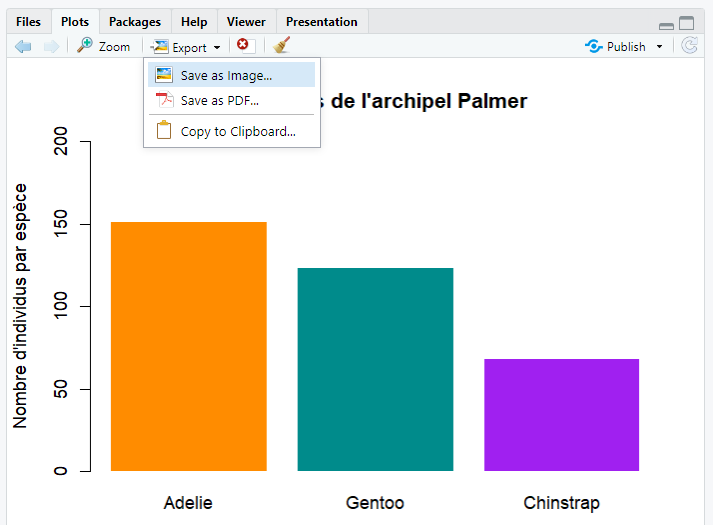 Files Plots Packages Help Viewer Presentation
Zoom Export Publish
Save as Image...
Save as PDF...
Copy to Clipboard...
de l'archipel Palmer
Nombre d'individus par espèce
200
150
100
50
0
Adelie Gentoo Chinstrap